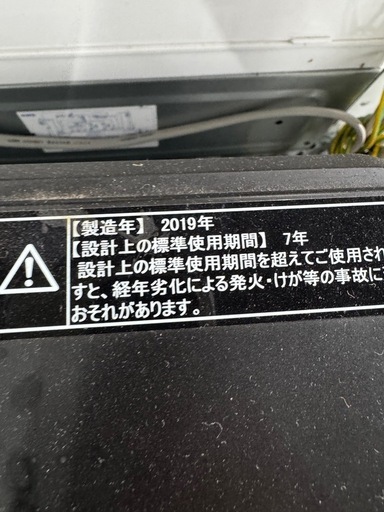 【製造年】 2019年
【設計上の標準使用期間】 7年
設計上の標準使用期間を超えてご使用され
すと、経年劣化による発火・けが等の事故に
おそれがあります。